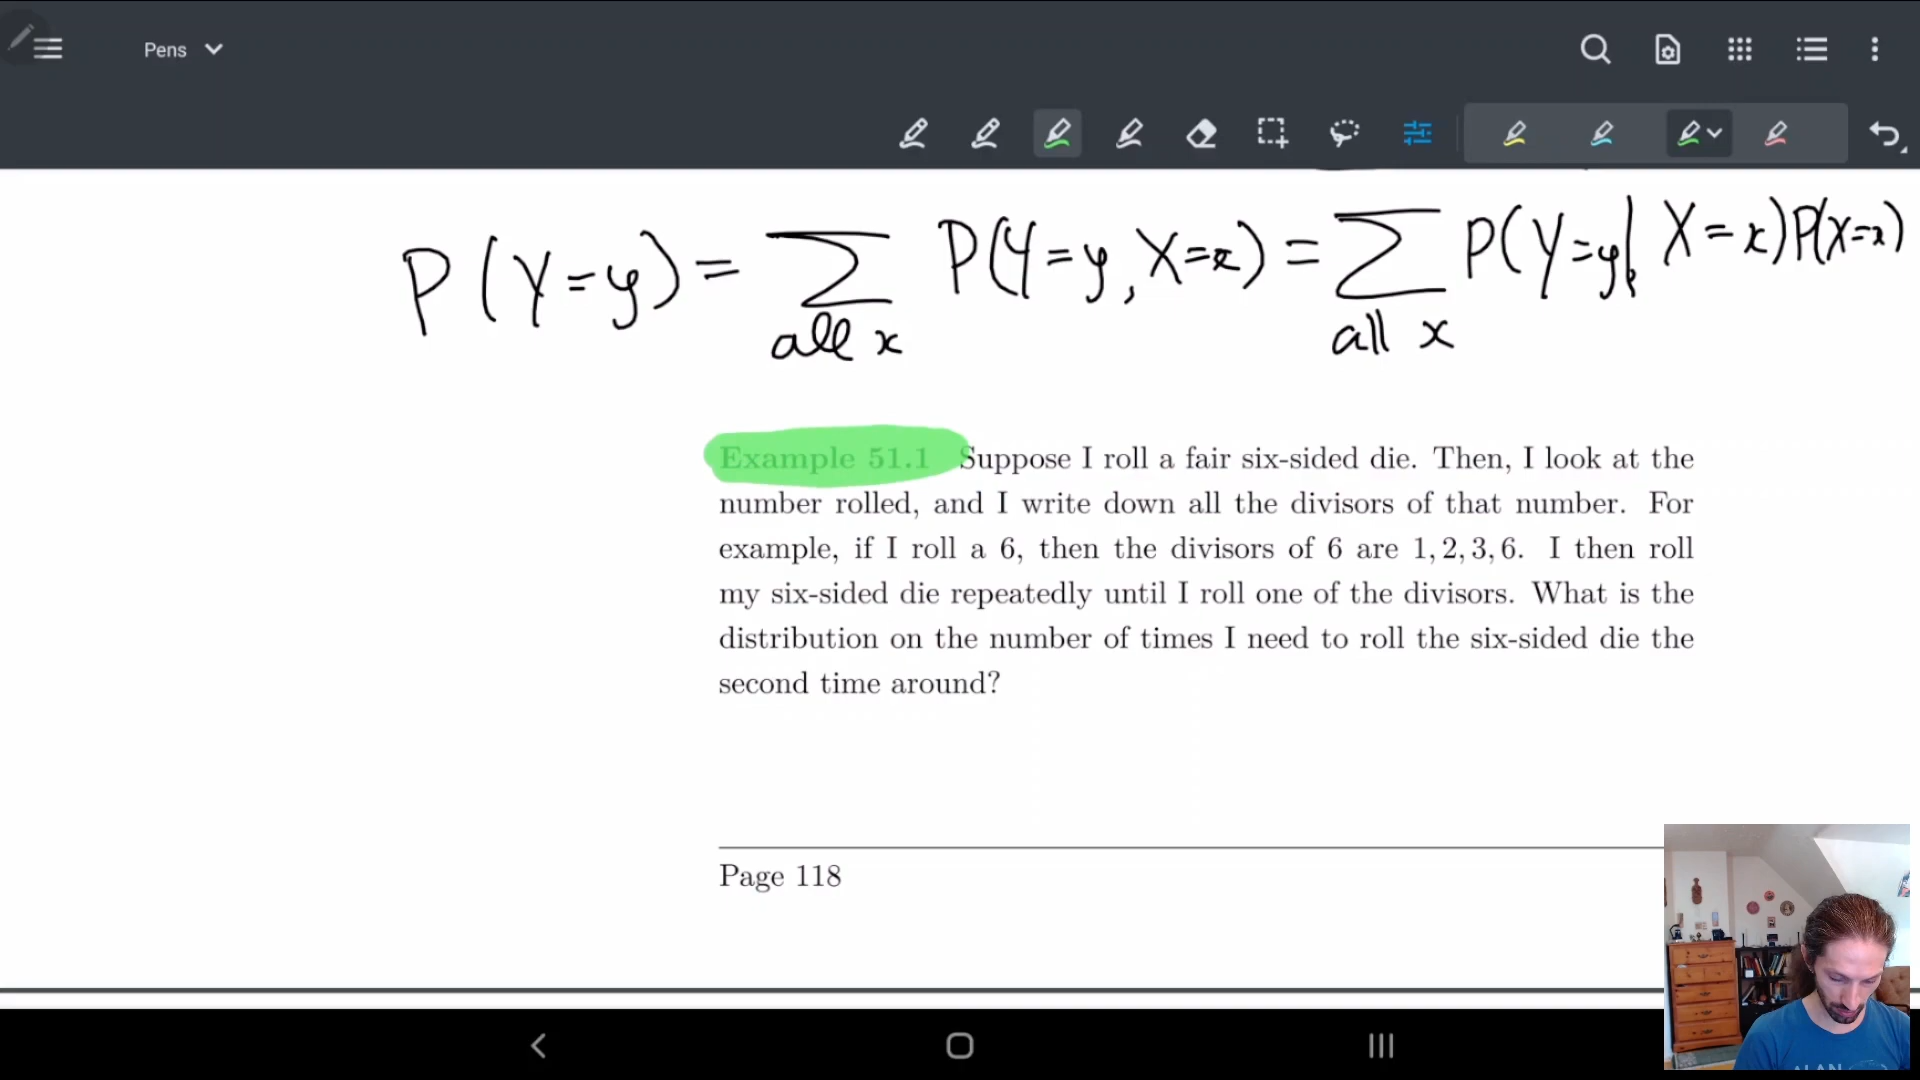 Pens
P(Y=y) = ∑ P(Y=y, X=x) = ∑ P(Y=y| X=x)P(X=x)
all x all x
Example 51.1 Suppose I roll a fair six-sided die. Then, I look at the
number rolled, and I write down all the divisors of that number. For
example, if I roll a 6, then the divisors of 6 are 1, 2, 3, 6. I then roll
my six-sided die repeatedly until I roll one of the divisors. What is the
distribution on the number of times I need to roll the six-sided die the
second time around?
Page 118